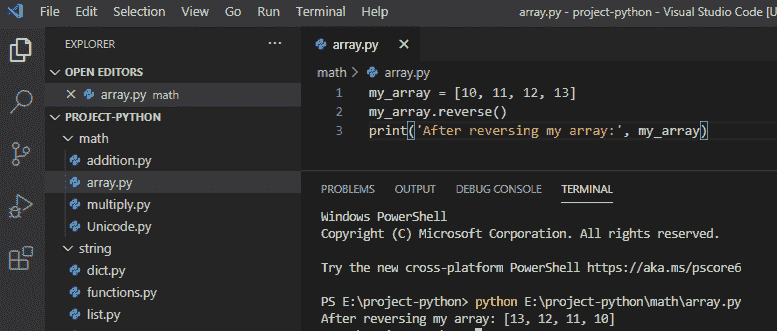 File Edit Selection View Go Run Terminal Help array.py - project-python - Visual Studio Code [U
EXPLORER
OPEN EDITORS
array.py math
PROJECT-PYTHON
math
addition.py
array.py
multiply.py
Unicode.py
string
dict.py
functions.py
list.py
array.py
math > array.py
1 my_array = [10, 11, 12, 13]
2 my_array.reverse()
3 print('After reversing my array:', my_array)
PROBLEMS OUTPUT DEBUG CONSOLE TERMINAL
Windows PowerShell
Copyright (C) Microsoft Corporation. All rights reserved.
Try the new cross-platform PowerShell https://aka.ms/pscore6
PS E:\project-python> python E:\project-python\math\array.py
After reversing my array: [13, 12, 11, 10]